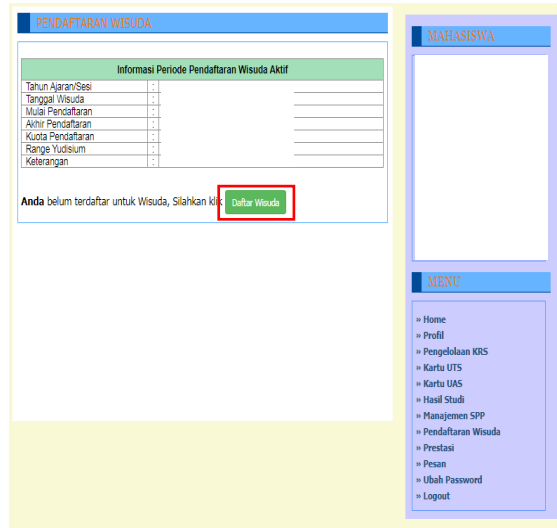 PENDAFTARAN WISUDA
Informasi Periode Pendaftaran Wisuda Aktif
Tahun Ajaran/Sesi :
Tanggal Wisuda :
Mulai Pendaftaran :
Akhir Pendaftaran :
Kuota Pendaftaran :
Range Yudisium :
Keterangan :
Anda belum terdaftar untuk Wisuda, Silahkan klik Daftar Wisuda
MAHASISWA
MENU
» Home
» Profil
» Pengelolaan KRS
» Kartu UTS
» Kartu UAS
» Hasil Studi
» Manajemen SPP
» Pendaftaran Wisuda
» Prestasi
» Pesan
» Ubah Password
» Logout